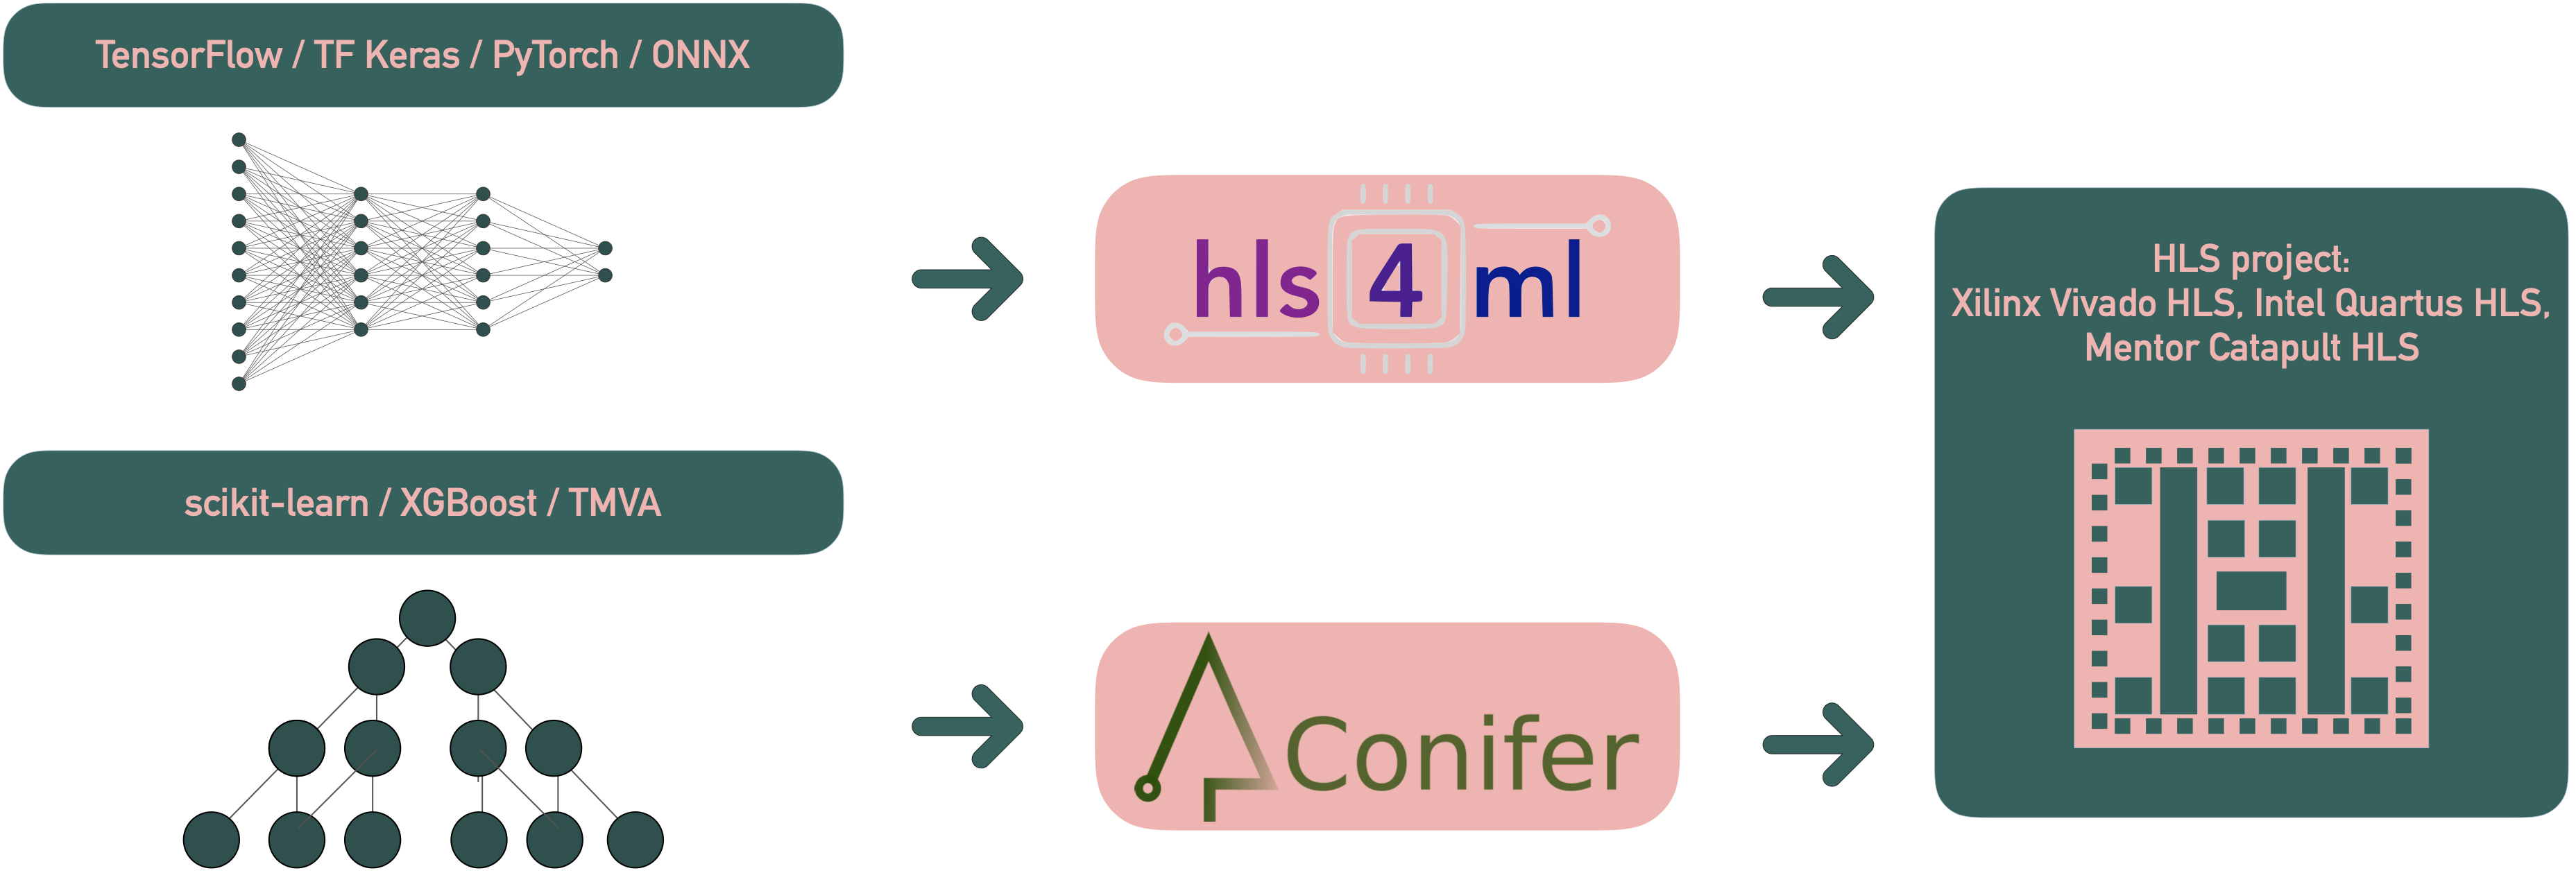 TensorFlow / TF Keras / PyTorch / ONNX
hls 4 ml
HLS project:
Xilinx Vivado HLS, Intel Quartus HLS,
Mentor Catapult HLS
scikit-learn / XGBoost / TMVA
Conifer